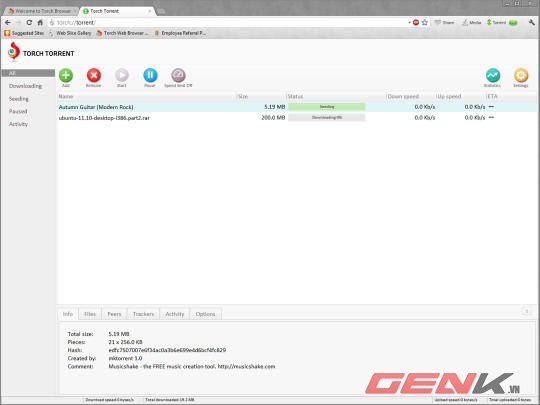 Welcome to Torch Browser
Torch Torrent
torch://torrent/
Share
Media
Torrent
Suggested Sites
Web Slice Gallery
Torch-Web Browser ...
Employee Referral P...
TORCH TORRENT
All
Downloading
Seeding
Paused
Activity
Add
Remove
Start
Pause
Speed limit Off
Statistics
Settings
Name Size Status Down speed Up speed ETA
Autumn Guitar (Modern Rock) 5.19 MB Seeding 0.0 Kb/s 0.0 Kb/s
ubuntu-11.10-desktop-i386.part2.rar 200.0 MB Downloading 0% 0.0 Kb/s 0.0 Kb/s
Info Files Peers Trackers Activity Options
Total size: 5.19 MB
Pieces: 21 x 256.0 KB
Hash: edfc7507007e6f34ac0a3b6e699e4d6bcf4fc829
Created by: mktorrent 1.0
Comment: Musicshake - the FREE music creation tool. http://musicshake.com
GENK.VN
Download speed:0 bytes/s Total downloaded:19.2 MB Upload speed:0 bytes/s Total uploaded:0 bytes